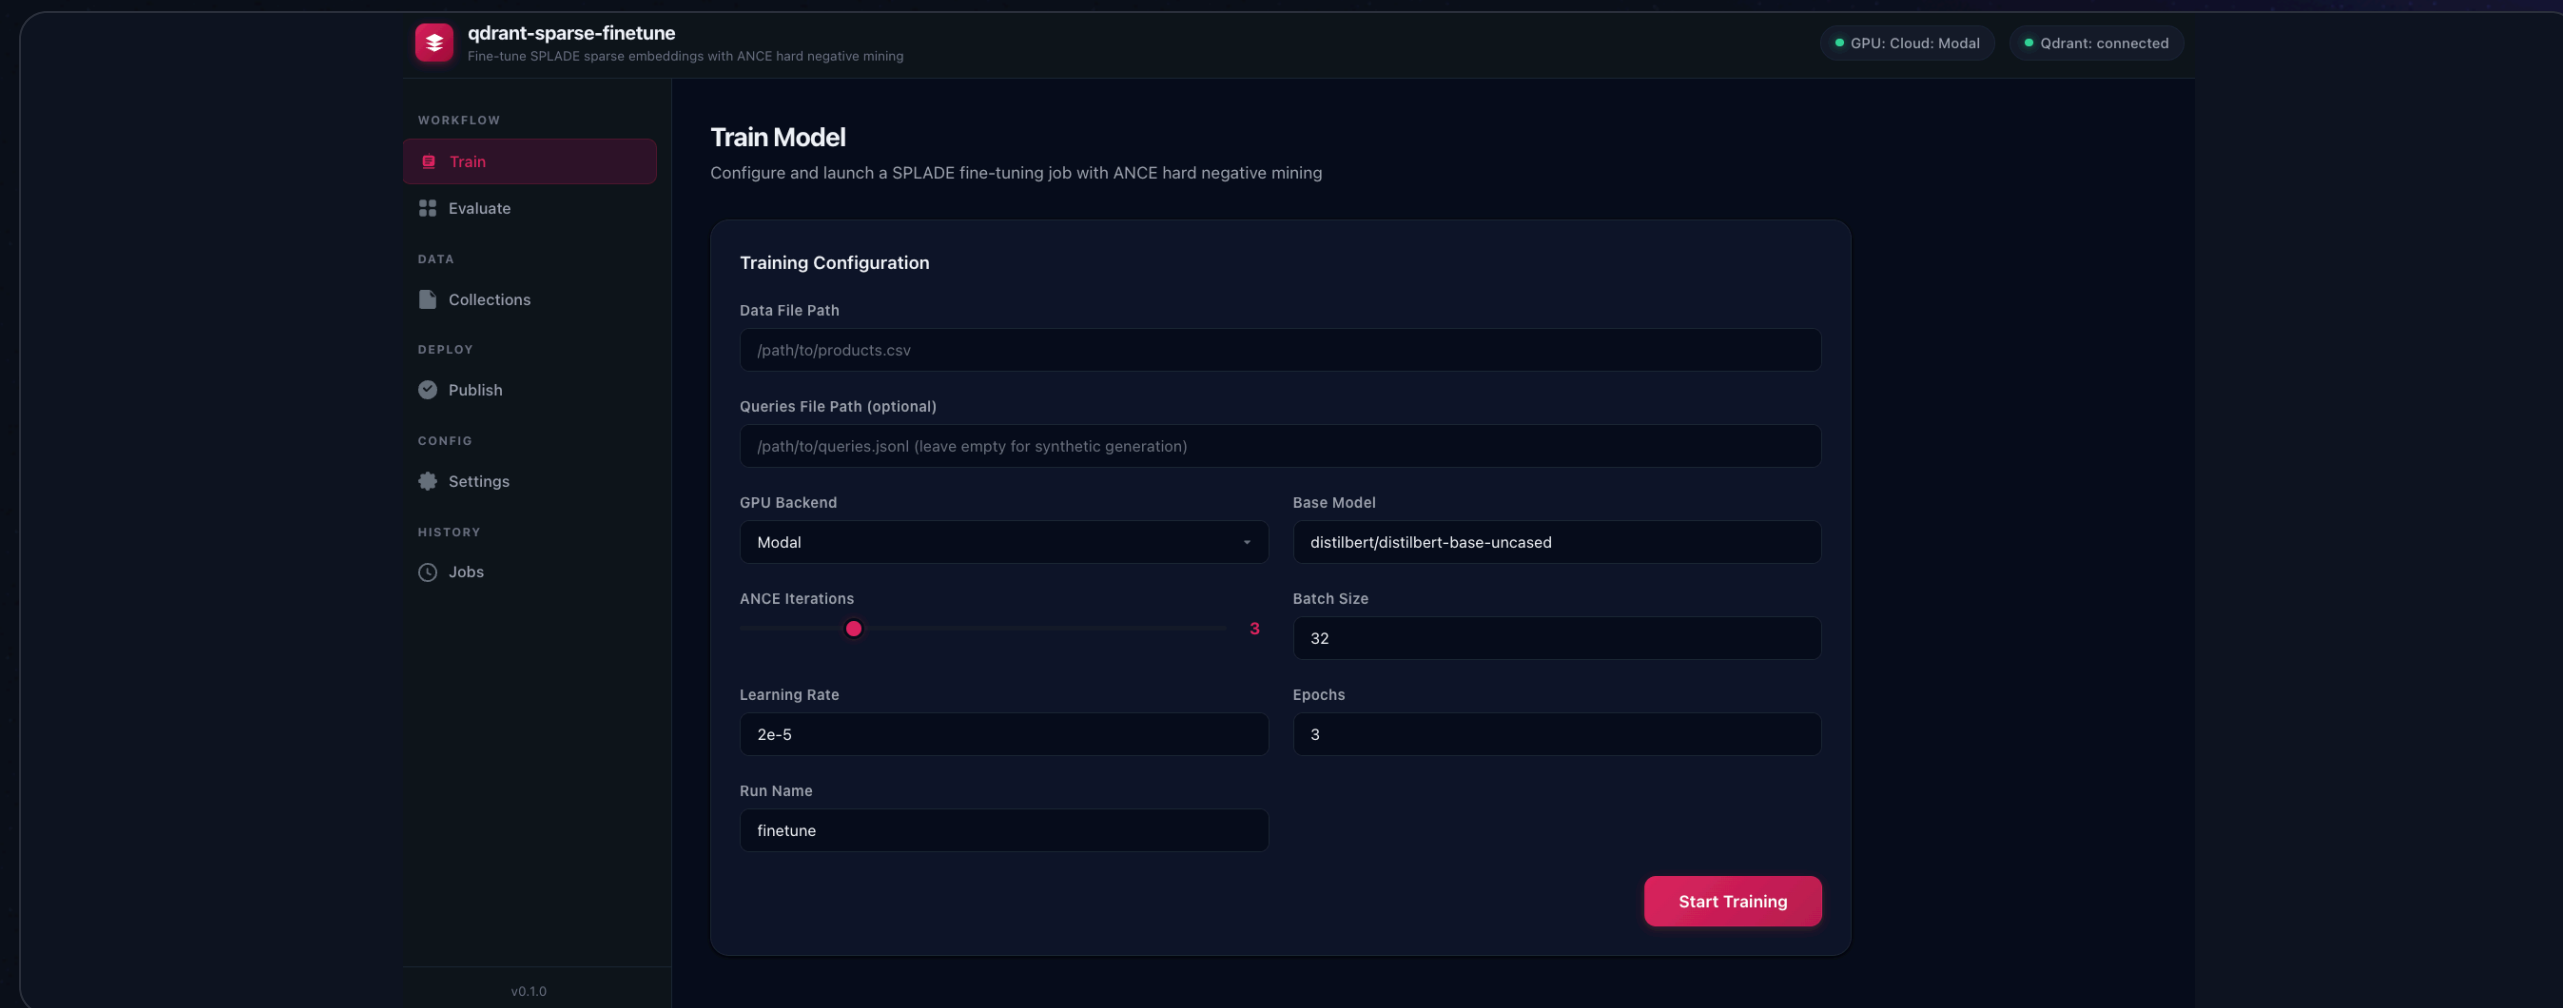 qdrant-sparse-finetune
Fine-tune SPLADE sparse embeddings with ANCE hard negative mining
GPU: Cloud: Modal
Qdrant: connected
WORKFLOW
Train
Evaluate
DATA
Collections
DEPLOY
Publish
CONFIG
Settings
HISTORY
Jobs
v0.1.0
Train Model
Configure and launch a SPLADE fine-tuning job with ANCE hard negative mining
Training Configuration
Data File Path
/path/to/products.csv
Queries File Path (optional)
/path/to/queries.jsonl (leave empty for synthetic generation)
GPU Backend
Modal
Base Model
distilbert/distilbert-base-uncased
ANCE Iterations
3
Batch Size
32
Learning Rate
2e-5
Epochs
3
Run Name
finetune
Start Training